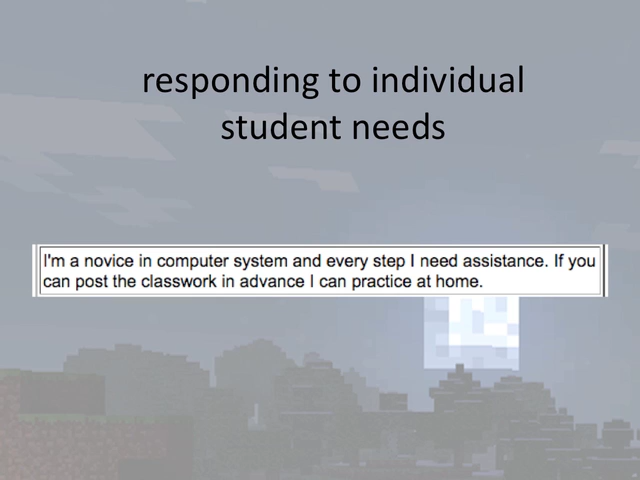 responding to individual
student needs
I'm a novice in computer system and every step I need assistance. If you
can post the classwork in advance I can practice at home.